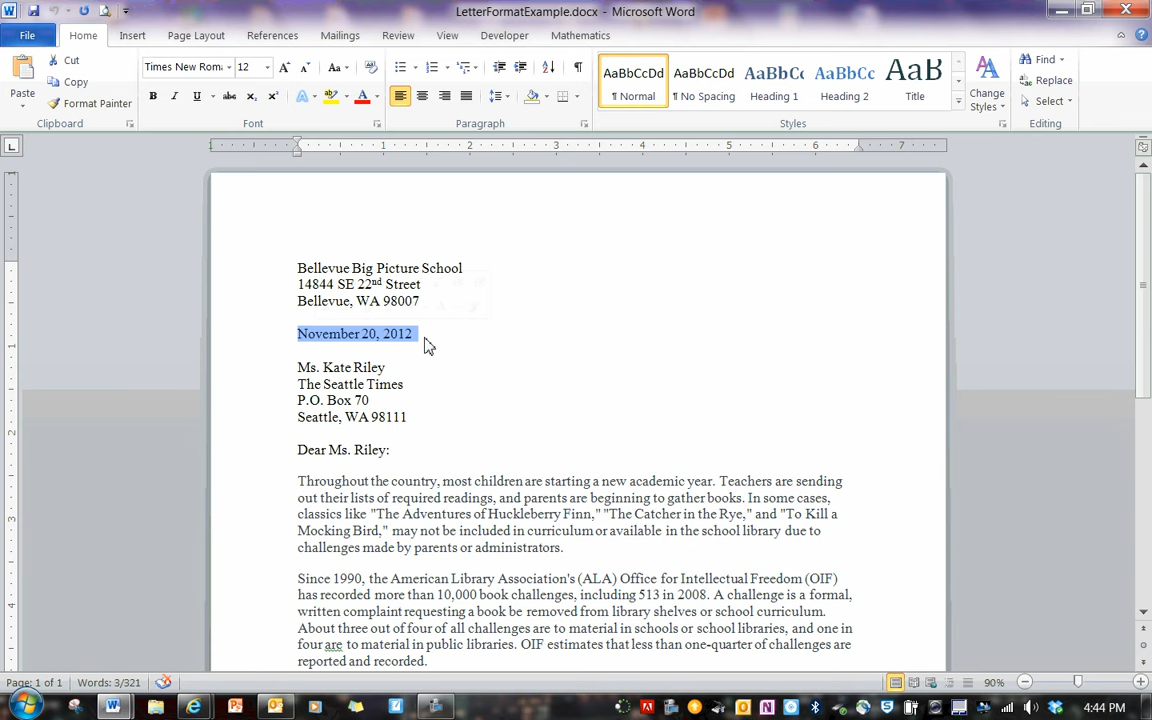 LetterFormatExample.docx - Microsoft Word
File Home Insert Page Layout References Mailings Review View Developer Acrobat Mathematics
Cut
Copy
Format Painter
Paste
Clipboard
Times New Rom 12
Font
Paragraph
AaBbCcDd AaBbCcDd AaBbCc AaBbCc AaB
¶ Normal ¶ No Spacing Heading 1 Heading 2 Title
Change Styles
Styles
Find
Replace
Select
Editing
Bellevue Big Picture School
14844 SE 22nd Street
Bellevue, WA 98007
November 20, 2012
Ms. Kate Riley
The Seattle Times
P.O. Box 70
Seattle, WA 98111
Dear Ms. Riley:
Throughout the country, most children are starting a new academic year. Teachers are sending
out their lists of required readings, and parents are beginning to gather books. In some cases,
classics like "The Adventures of Huckleberry Finn," "The Catcher in the Rye," and "To Kill a
Mocking Bird," may not be included in curriculum or available in the school library due to
challenges made by parents or administrators.
Since 1990, the American Library Association's (ALA) Office for Intellectual Freedom (OIF)
has recorded more than 10,000 book challenges, including 513 in 2008. A challenge is a formal,
written complaint requesting a book be removed from library shelves or school curriculum.
About three out of four of all challenges are to material in schools or school libraries, and one in
four are to material in public libraries. OIF estimates that less than one-quarter of challenges are
reported and recorded.
Page: 1 of 1 Words: 3/321 90%
4:44 PM